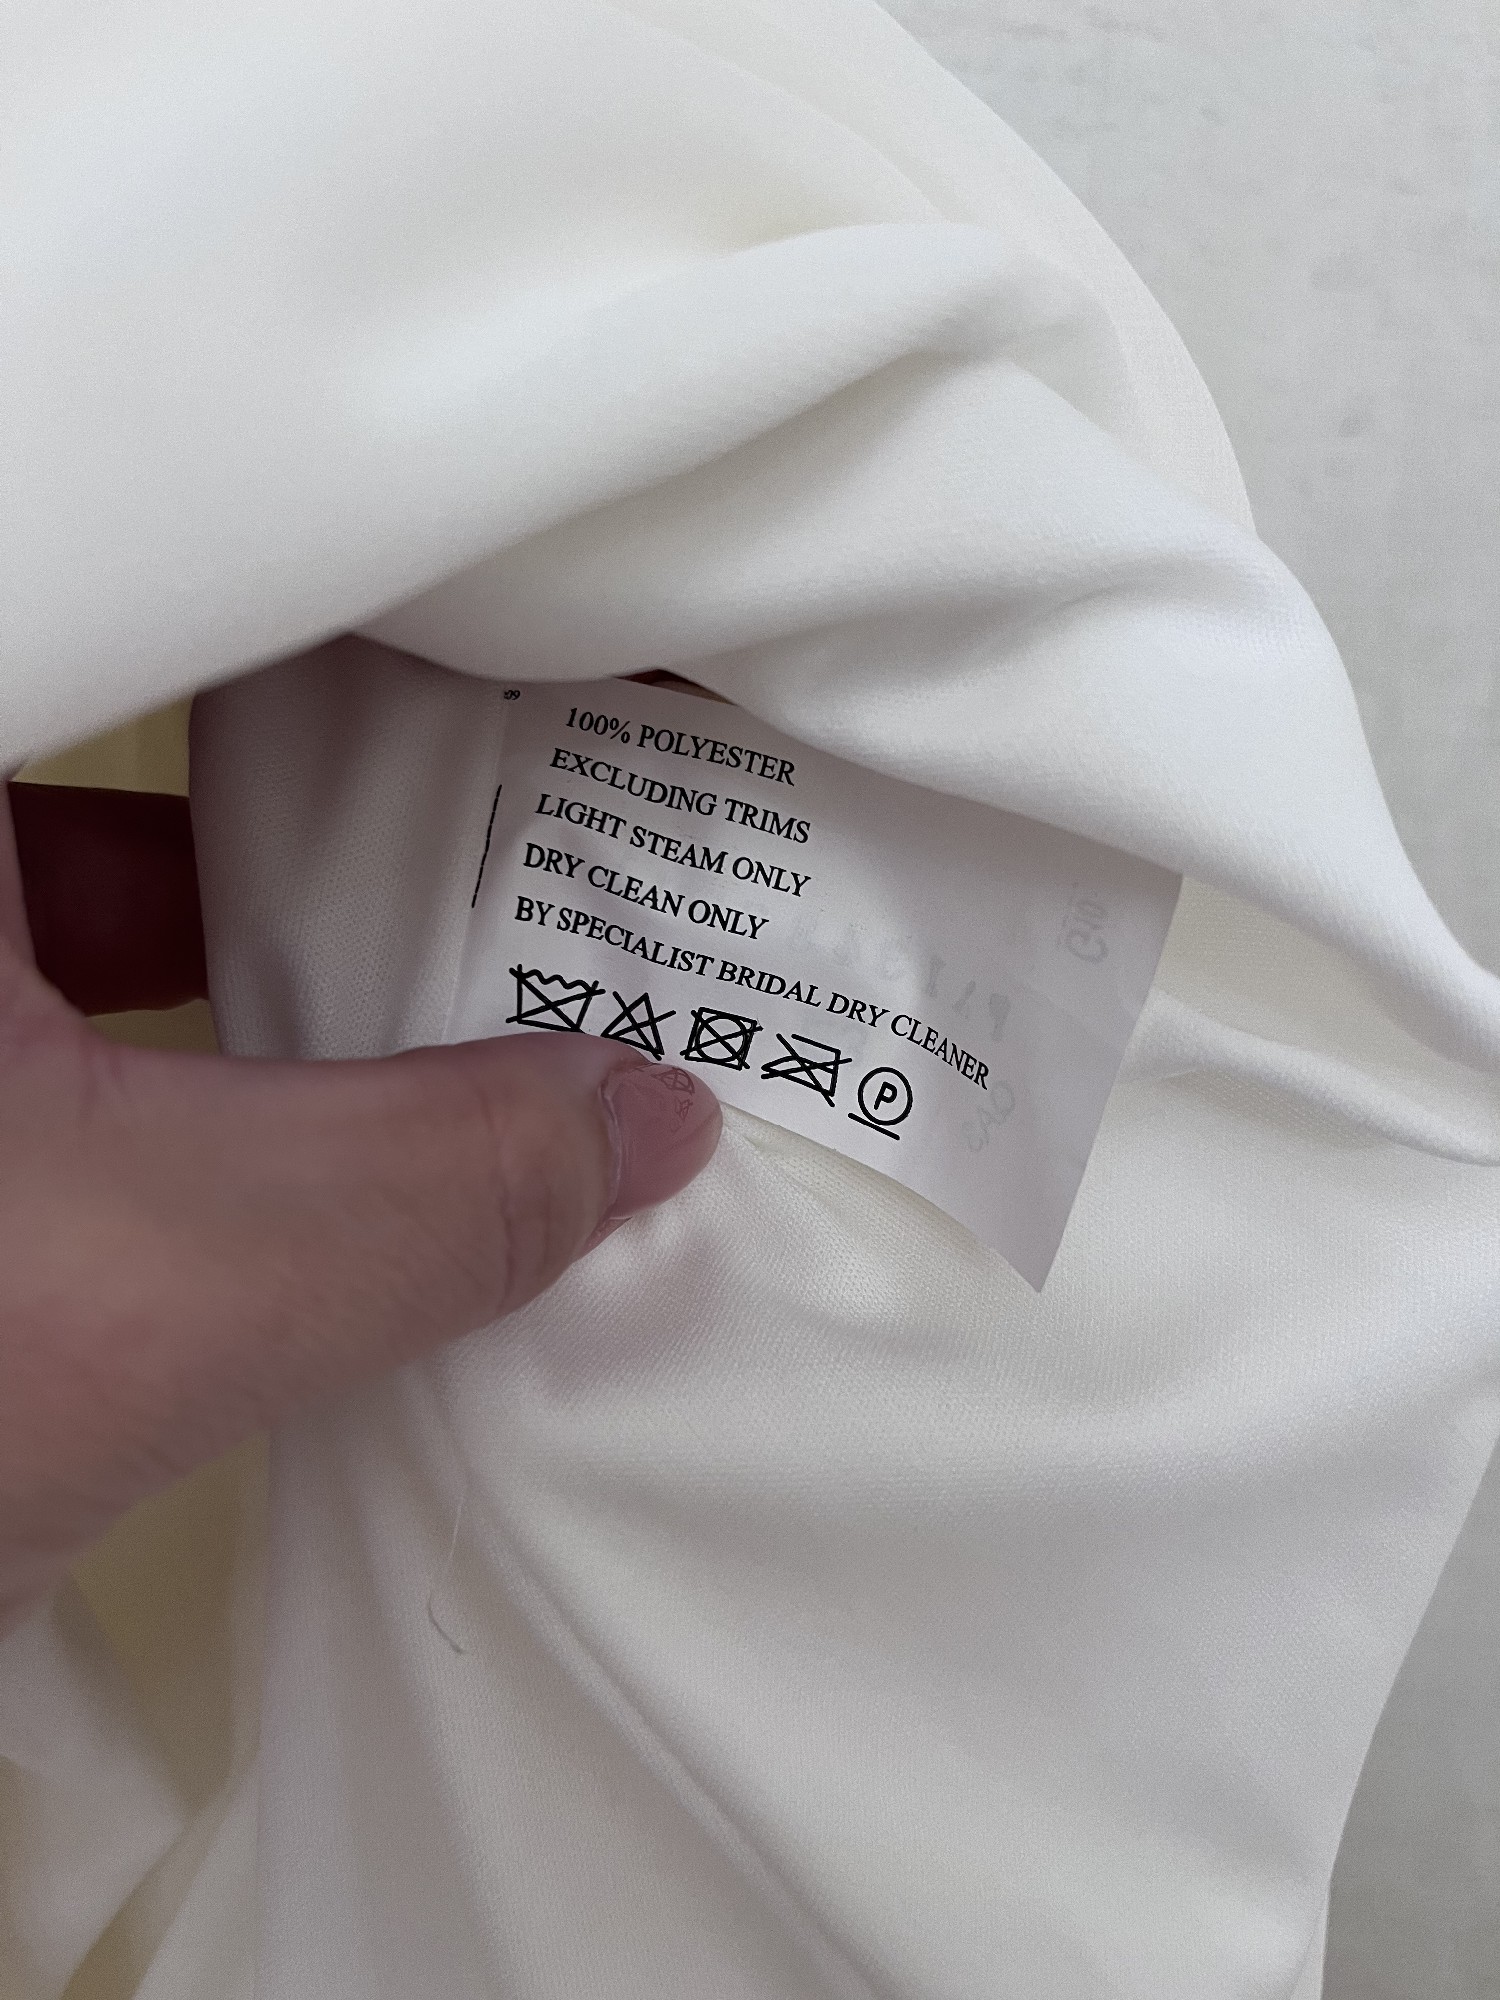 100% POLYESTER
EXCLUDING TRIMS
LIGHT STEAM ONLY
DRY CLEAN ONLY
BY SPECIALIST BRIDAL DRY CLEANER
P